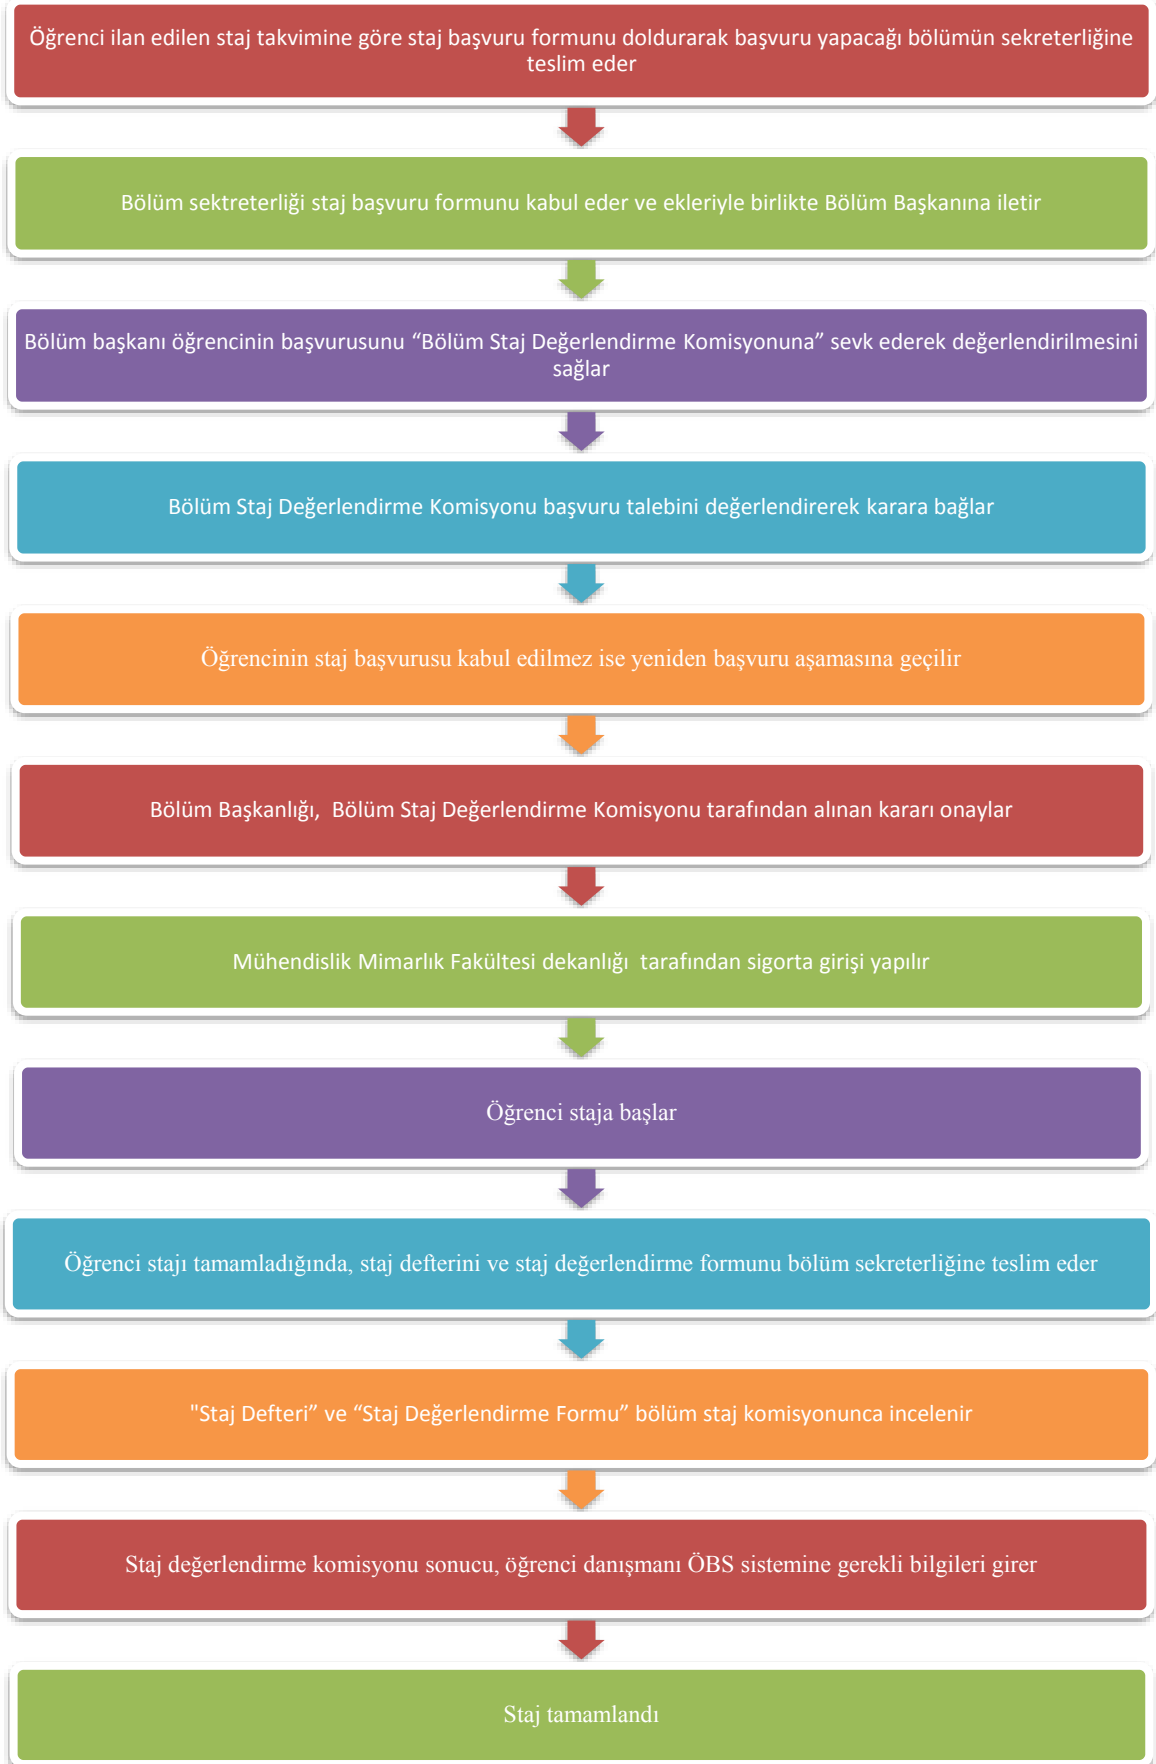 Öğrenci ilan edilen staj takvimine göre staj başvuru formunu doldurarak başvuru yapacağı bölümün sekreterliğine
teslim eder
Bölüm sektreterliği staj başvuru formunu kabul eder ve ekleriyle birlikte Bölüm Başkanına iletir
Bölüm başkanı öğrencinin başvurusunu “Bölüm Staj Değerlendirme Komisyonuna” sevk ederek değerlendirilmesini
sağlar
Bölüm Staj Değerlendirme Komisyonu başvuru talebini değerlendirerek karara bağlar
Öğrencinin staj başvurusu kabul edilmez ise yeniden başvuru aşamasına geçilir
Bölüm Başkanlığı, Bölüm Staj Değerlendirme Komisyonu tarafından alınan kararı onaylar
Mühendislik Mimarlık Fakültesi dekanlığı tarafından sigorta girişi yapılır
Öğrenci staja başlar
Öğrenci stajı tamamladığında, staj defterini ve staj değerlendirme formunu bölüm sekreterliğine teslim eder
"Staj Defteri” ve “Staj Değerlendirme Formu” bölüm staj komisyonunca incelenir
Staj değerlendirme komisyonu sonucu, öğrenci danışmanı ÖBS sistemine gerekli bilgileri girer
Staj tamamlandı